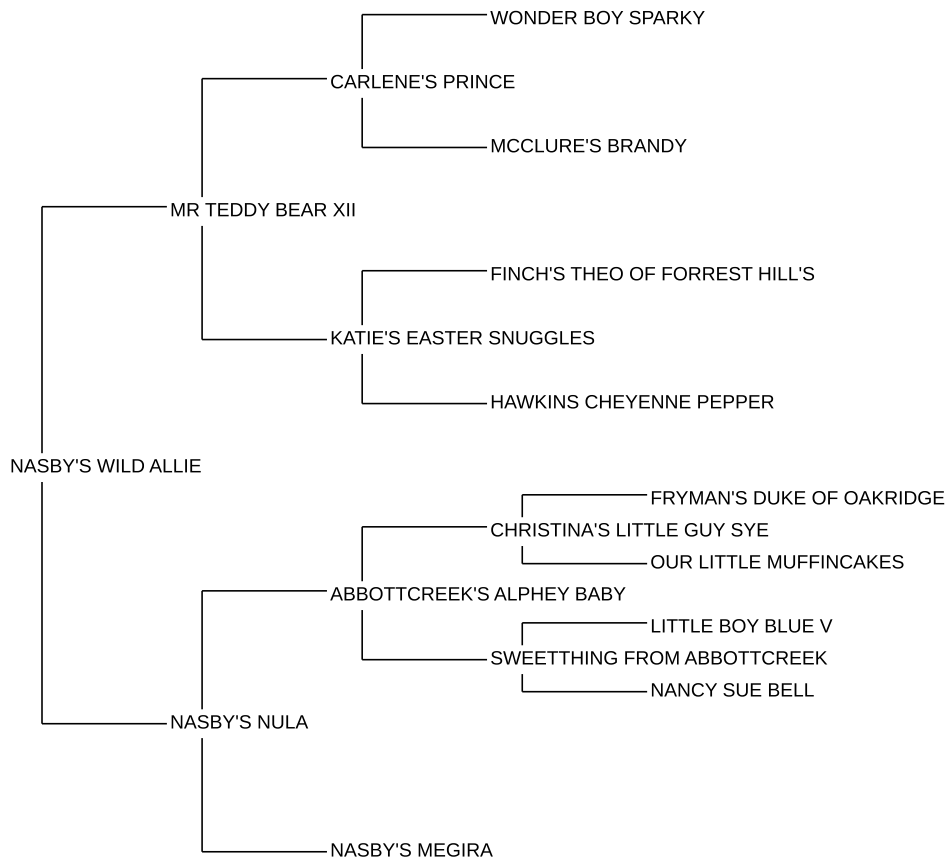 WONDER BOY SPARKY
CARLENE'S PRINCE
MCCLURE'S BRANDY
MR TEDDY BEAR XII
FINCH'S THEO OF FORREST HILL'S
KATIE'S EASTER SNUGGLES
HAWKINS CHEYENNE PEPPER
NASBY'S WILD ALLIE
FRYMAN'S DUKE OF OAKRIDGE
CHRISTINA'S LITTLE GUY SYE
OUR LITTLE MUFFINCAKES
ABBOTTCREEK'S ALPHEY BABY
LITTLE BOY BLUE V
SWEETTHING FROM ABBOTTCREEK
NANCY SUE BELL
NASBY'S NULA
NASBY'S MEGIRA